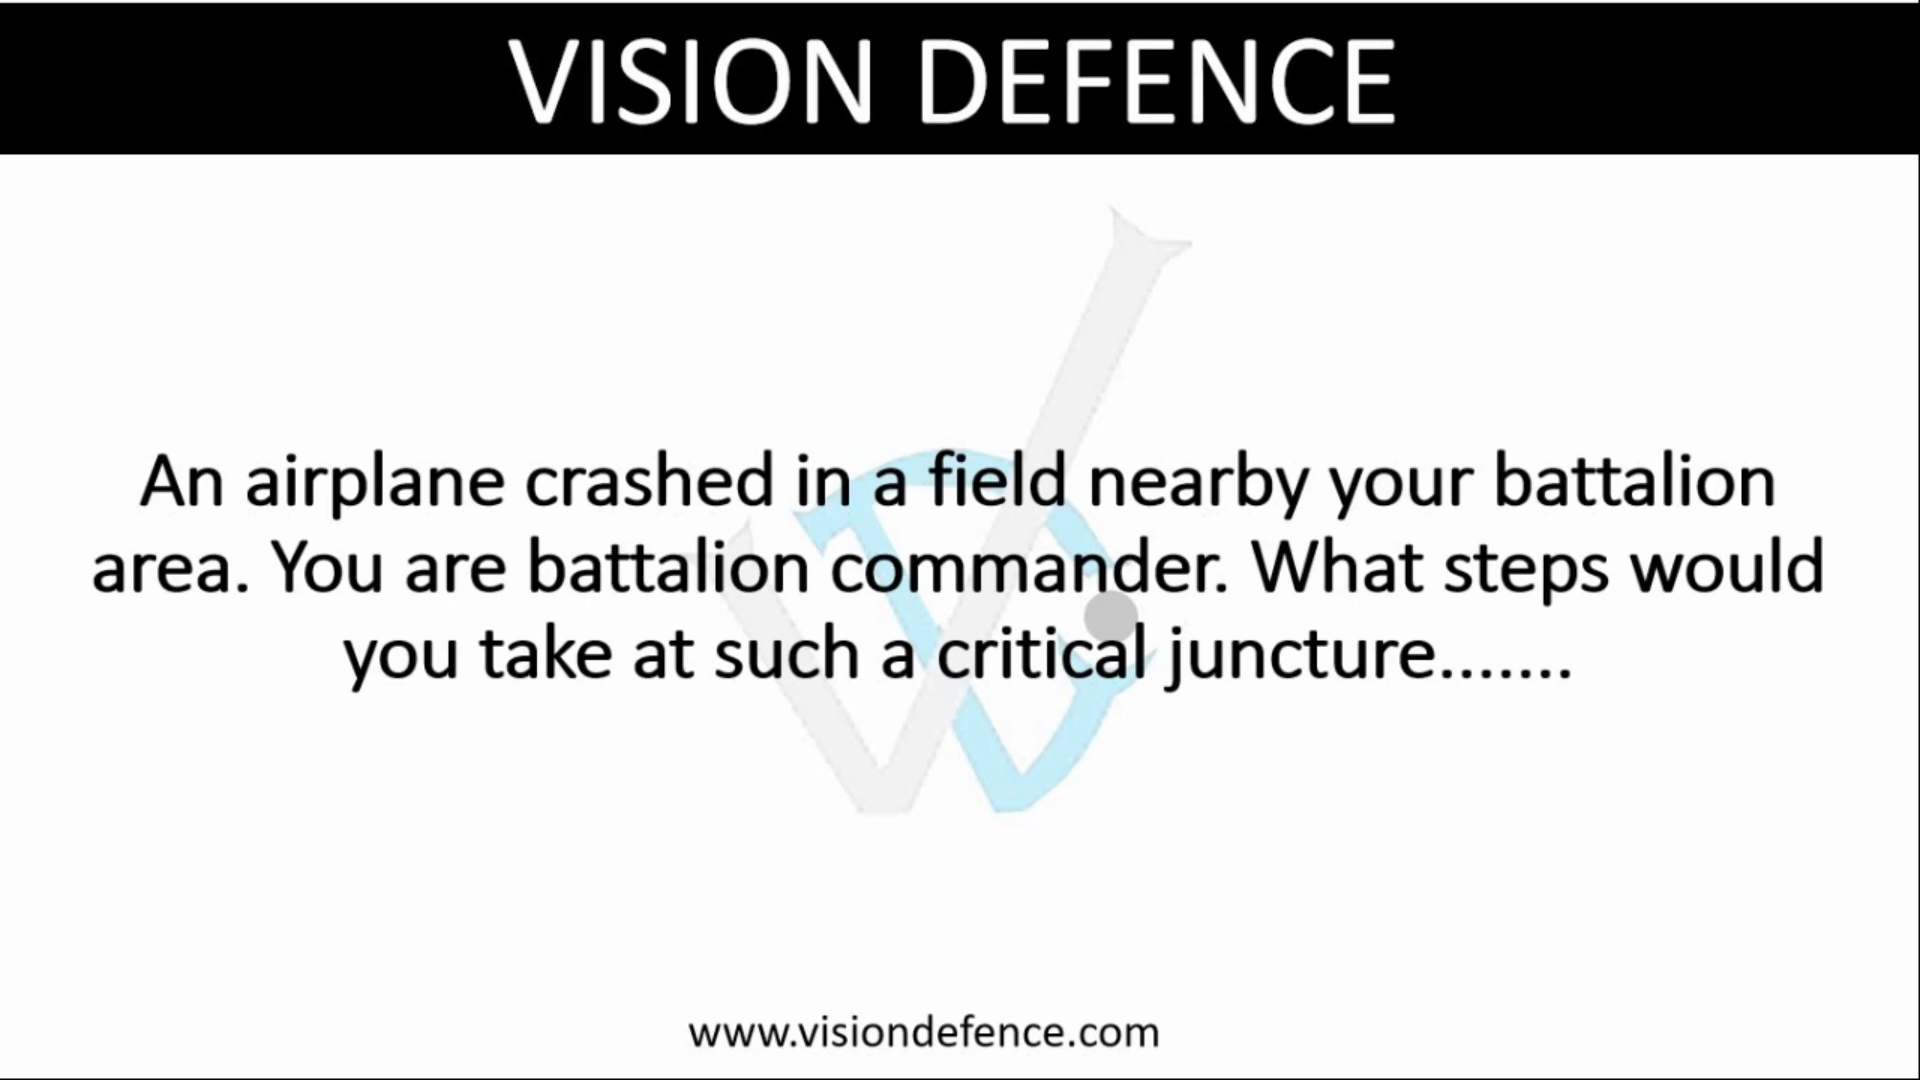 VISION DEFENCE
An airplane crashed in a field nearby your battalion
area. You are battalion commander. What steps would
you take at such a critical juncture.......
www.visiondefence.com